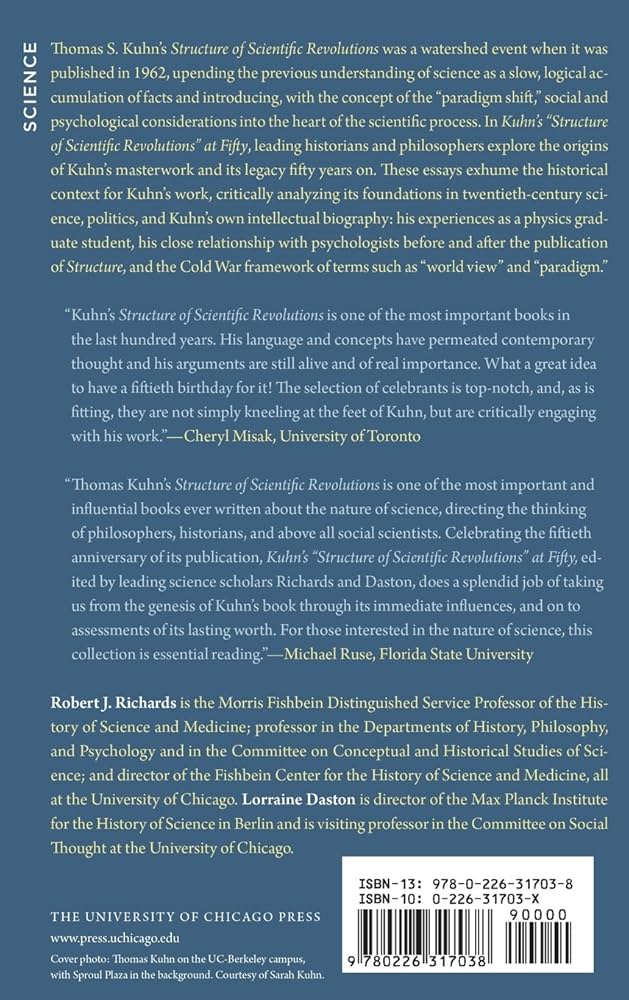 SCIENCE
Thomas S. Kuhn's Structure of Scientific Revolutions was a watershed event when it was
published in 1962, upending the previous understanding of science as a slow, logical ac-
cumulation of facts and introducing, with the concept of the “paradigm shift,” social and
psychological considerations into the heart of the scientific process. In Kuhn's “Structure
of Scientific Revolutions” at Fifty, leading historians and philosophers explore the origins
of Kuhn's masterwork and its legacy fifty years on. These essays exhume the historical
context for Kuhn's work, critically analyzing its foundations in twentieth-century sci-
ence, politics, and Kuhn's own intellectual biography: his experiences as a physics grad-
uate student, his close relationship with psychologists before and after the publication
of Structure, and the Cold War framework of terms such as “world view” and “paradigm.”
“Kuhn's Structure of Scientific Revolutions is one of the most important books in
the last hundred years. His language and concepts have permeated contemporary
thought and his arguments are still alive and of real importance. What a great idea
to have a fiftieth birthday for it! The selection of celebrants is top-notch, and, as is
fitting, they are not simply kneeling at the feet of Kuhn, but are critically engaging
with his work.”—Cheryl Misak, University of Toronto
“Thomas Kuhn's Structure of Scientific Revolutions is one of the most important and
influential books ever written about the nature of science, directing the thinking
of philosophers, historians, and above all social scientists. Celebrating the fiftieth
anniversary of its publication, Kuhn's “Structure of Scientific Revolutions” at Fifty, ed-
ited by leading science scholars Richards and Daston, does a splendid job of taking
us from the genesis of Kuhn's book through its immediate influences, and on to
assessments of its lasting worth. For those interested in the nature of science, this
collection is essential reading.”—Michael Ruse, Florida State University
Robert J. Richards is the Morris Fishbein Distinguished Service Professor of the His-
tory of Science and Medicine; professor in the Departments of History, Philosophy,
and Psychology and in the Committee on Conceptual and Historical Studies of Sci-
ence; and director of the Fishbein Center for the History of Science and Medicine, all
at the University of Chicago. Lorraine Daston is director of the Max Planck Institute
for the History of Science in Berlin and is visiting professor in the Committee on Social
Thought at the University of Chicago.
THE UNIVERSITY OF CHICAGO PRESS
www.press.uchicago.edu
Cover photo: Thomas Kuhn on the UC-Berkeley campus,
with Sproul Plaza in the background. Courtesy of Sarah Kuhn.
ISBN-13: 978-0-226-31703-8
ISBN-10: 0-226-31703-X
90000
9 780226 317038